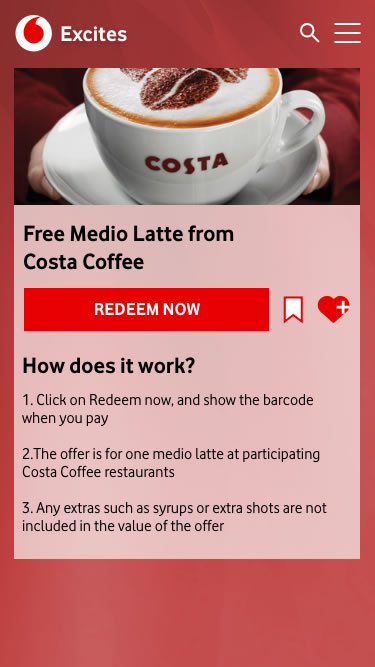 Excites
COSTA
Free Medio Latte from
Costa Coffee
REDEEM NOW
How does it work?
1. Click on Redeem now, and show the barcode
when you pay
2.The offer is for one medio latte at participating
Costa Coffee restaurants
3. Any extras such as syrups or extra shots are not
included in the value of the offer